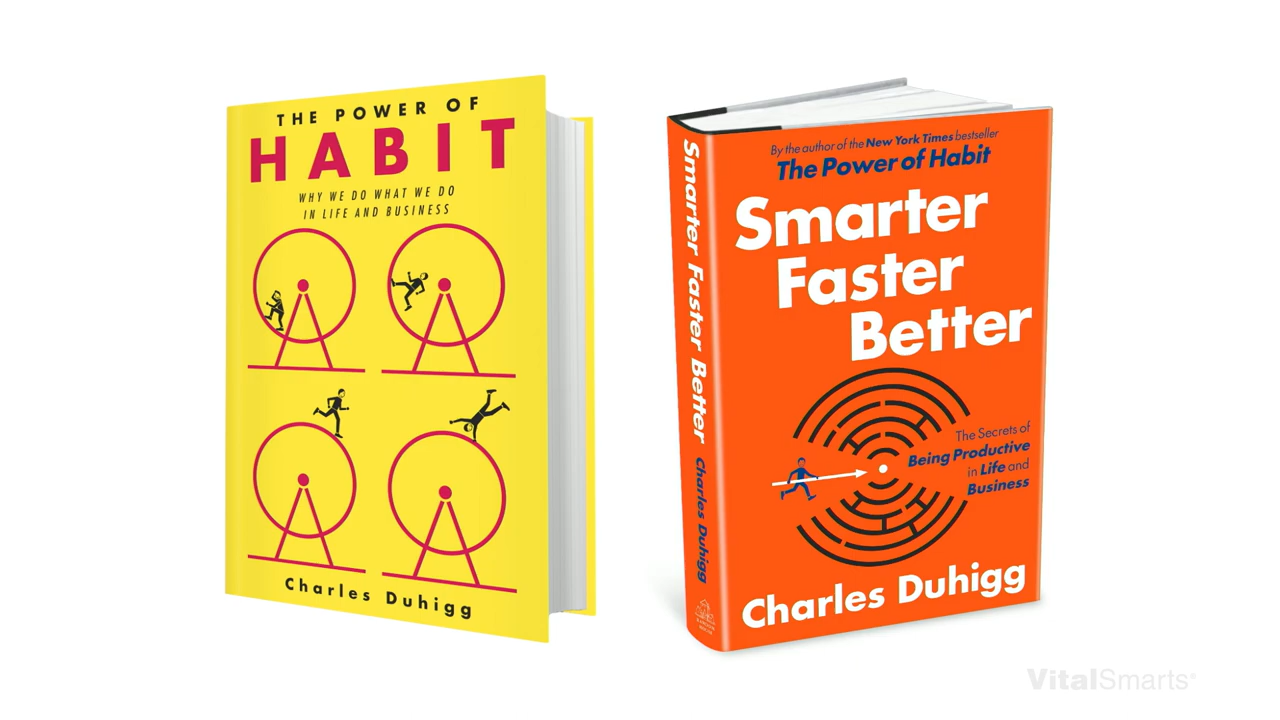 THE POWER OF
HABIT
WHY WE DO WHAT WE DO
IN LIFE AND BUSINESS
Charles Duhigg
Smarter Faster Better Charles Duhigg
RANDOM
HOUSE
By the author of the New York Times bestseller
The Power of Habit
Smarter
Faster
Better
The Secrets of
Being Productive
in Life and
Business
Charles Duhigg
VitalSmarts®